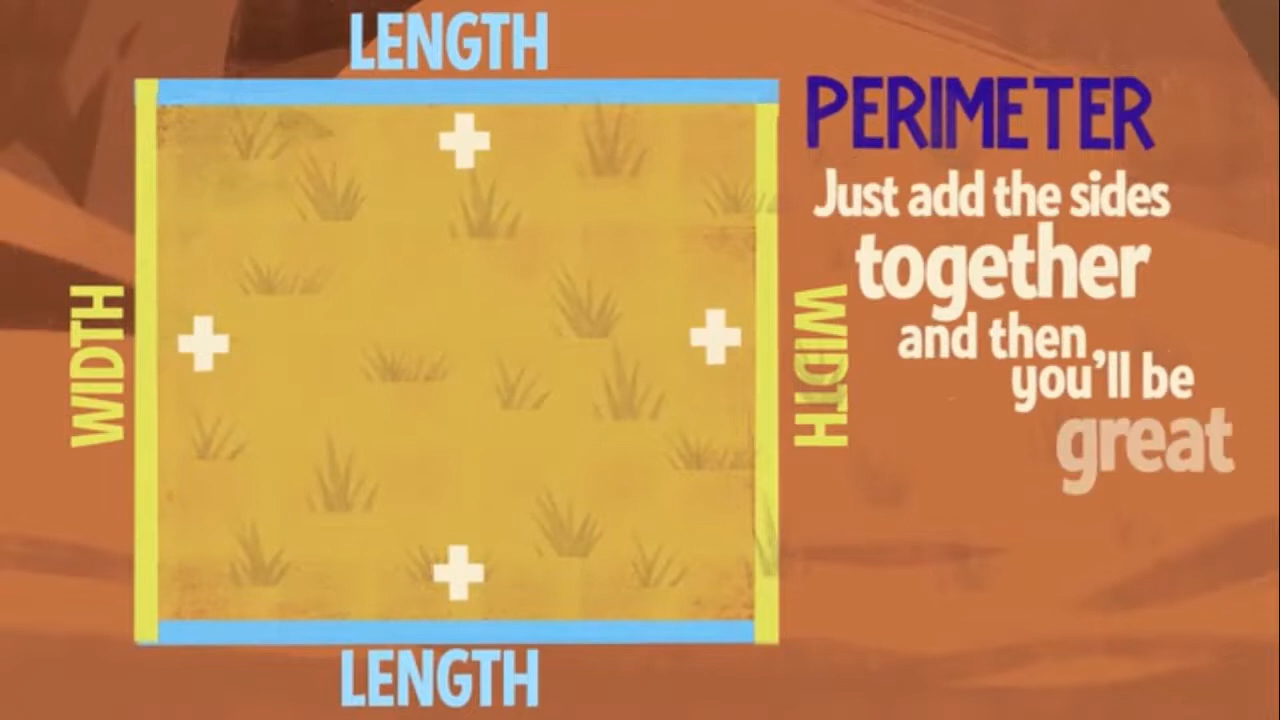 LENGTH
PERIMETER
Just add the sides
together
and then,
you'll be
great
WIDTH
WIDTH
LENGTH